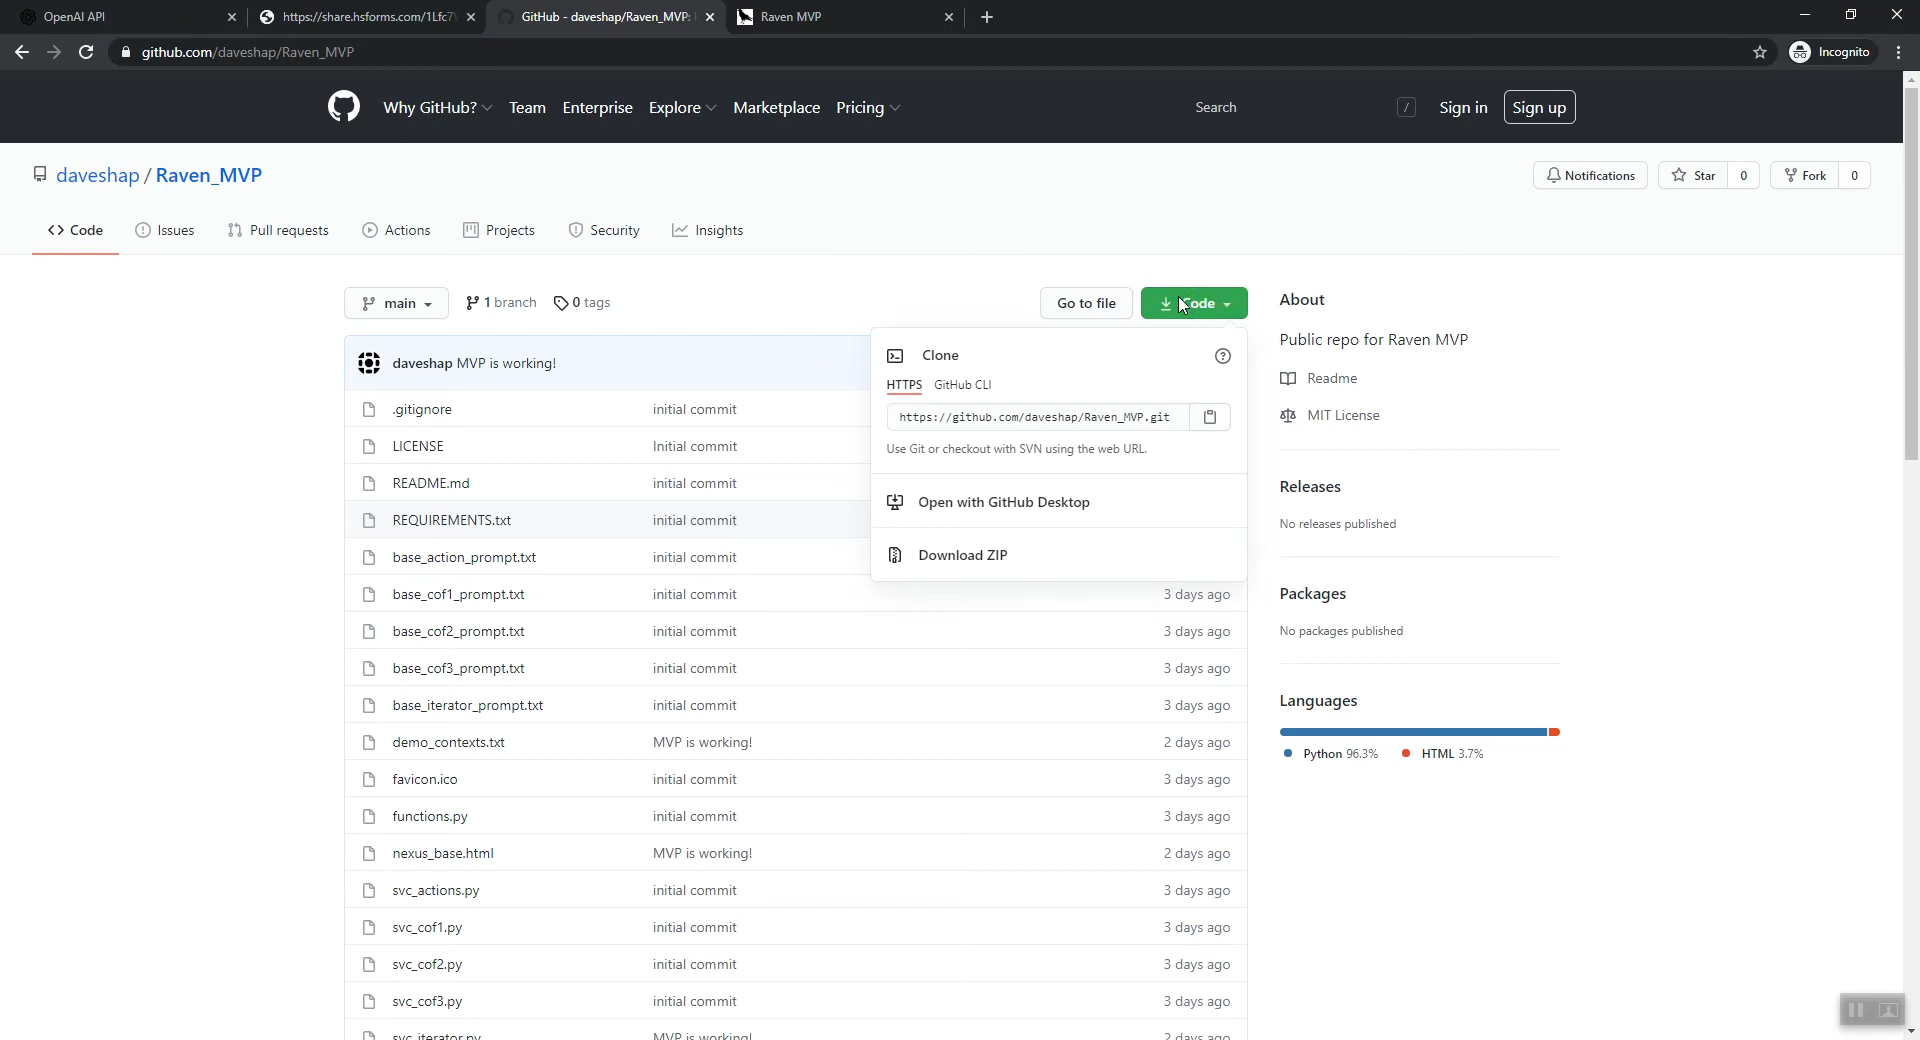 OpenAI API
https://share.hsforms.com/1Lfc7
GitHub - daveshap/Raven_MVP:
Raven MVP
github.com/daveshap/Raven_MVP
Incognito
Why GitHub?
Team
Enterprise
Explore
Marketplace
Pricing
Search
/
Sign in
Sign up
daveshap / Raven_MVP
Notifications
Star
0
Fork
0
<> Code
Issues
Pull requests
Actions
Projects
Security
Insights
main
1 branch
0 tags
Go to file
Code
About
Public repo for Raven MVP
Readme
MIT License
Releases
No releases published
Packages
No packages published
Languages
Python 96.3%
HTML 3.7%
Clone
HTTPS
GitHub CLI
https://github.com/daveshap/Raven_MVP.git
Use Git or checkout with SVN using the web URL.
Open with GitHub Desktop
Download ZIP
daveshap MVP is working!
.gitignore initial commit
LICENSE Initial commit
README.md initial commit
REQUIREMENTS.txt initial commit
base_action_prompt.txt initial commit
base_cof1_prompt.txt initial commit 3 days ago
base_cof2_prompt.txt initial commit 3 days ago
base_cof3_prompt.txt initial commit 3 days ago
base_iterator_prompt.txt initial commit 3 days ago
demo_contexts.txt MVP is working! 2 days ago
favicon.ico initial commit 3 days ago
functions.py initial commit 3 days ago
nexus_base.html MVP is working! 2 days ago
svc_actions.py initial commit 3 days ago
svc_cof1.py initial commit 3 days ago
svc_cof2.py initial commit 3 days ago
svc_cof3.py initial commit 3 days ago
svc_iterator.py MVP is working! 2 days ago